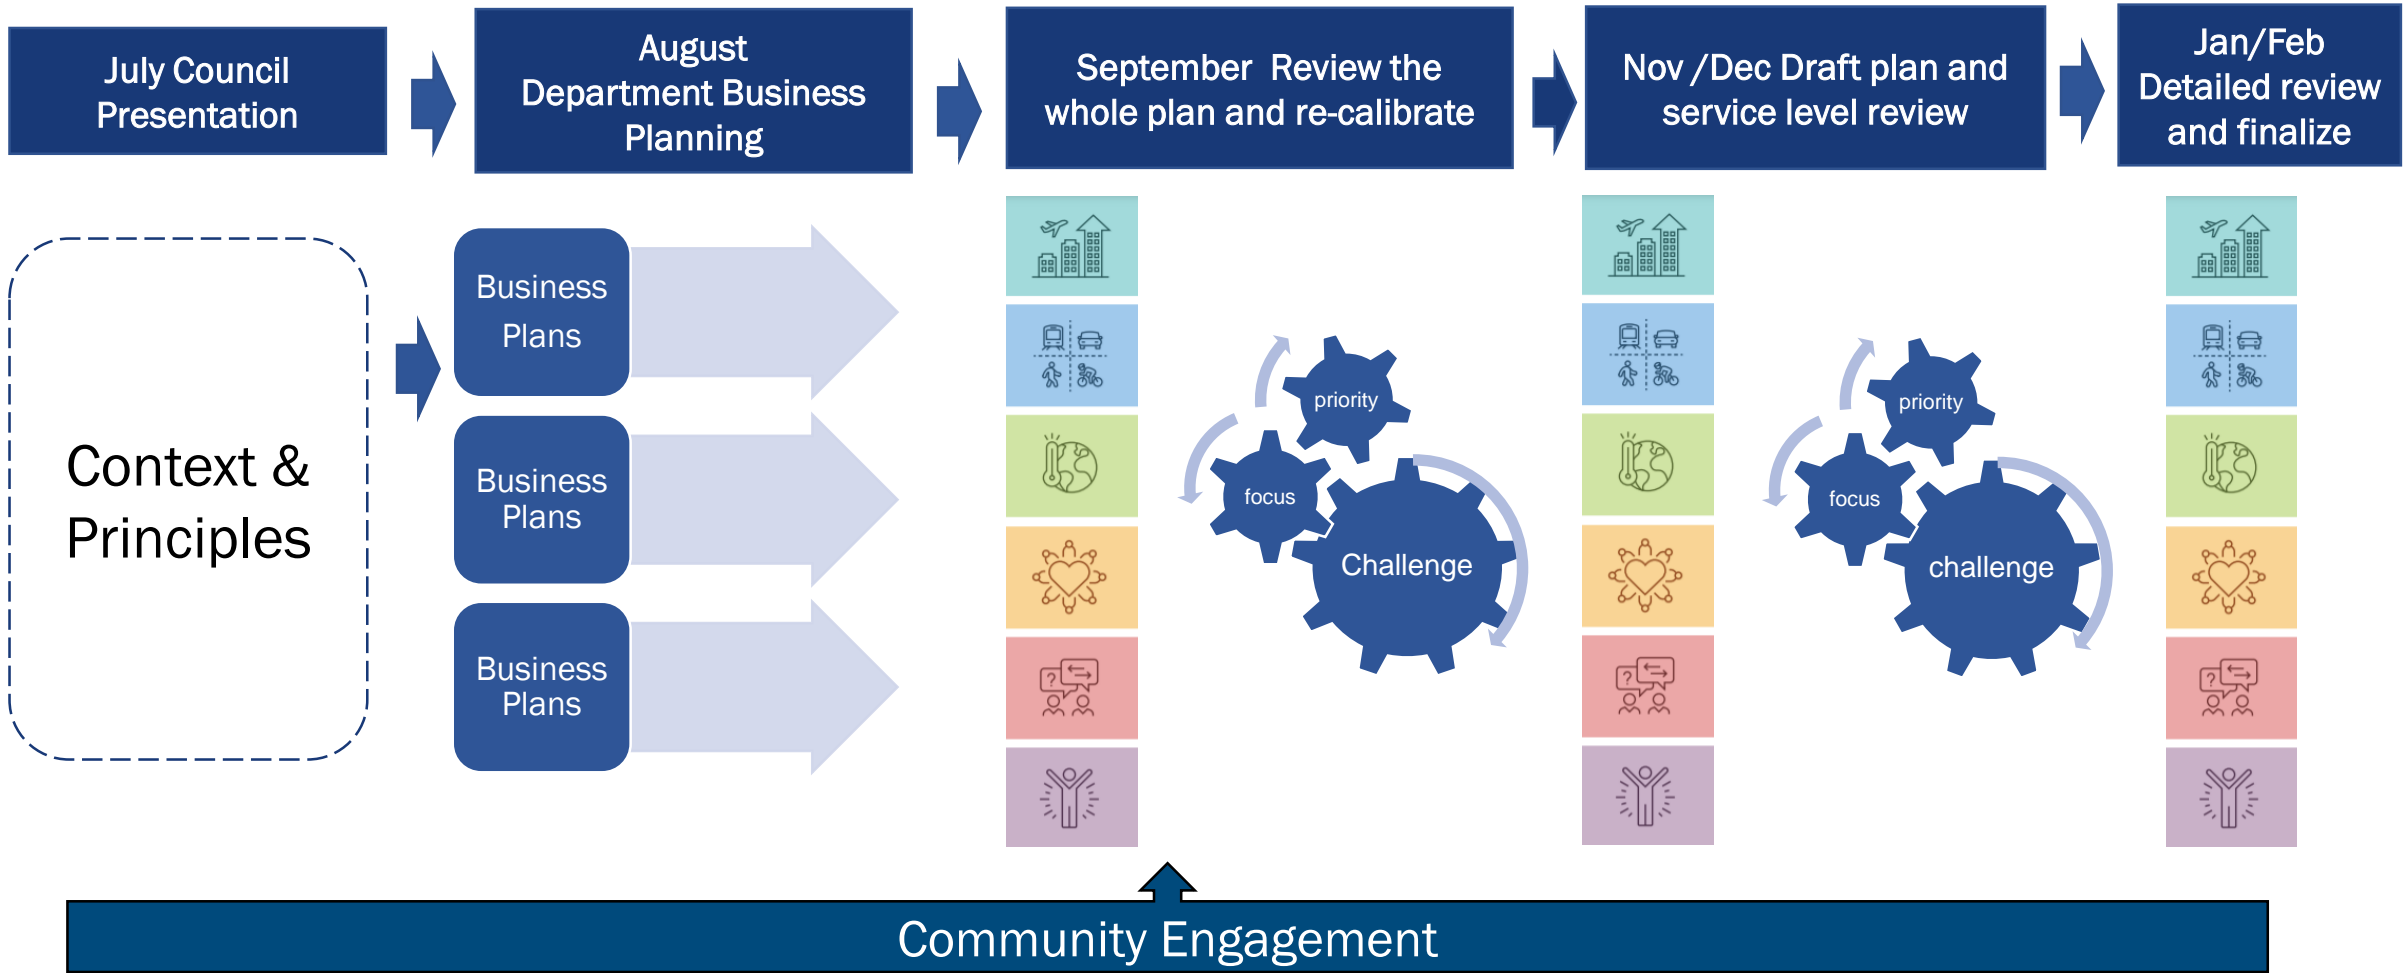 July Council
Presentation
August
Department Business
Planning
September Review the
whole plan and re-calibrate
Nov /Dec Draft plan and
service level review
Jan/Feb
Detailed review
and finalize
Context &
Principles
Business
Plans
Business
Plans
Business
Plans
priority
focus
Challenge
?
priority
focus
challenge
?
?
Community Engagement